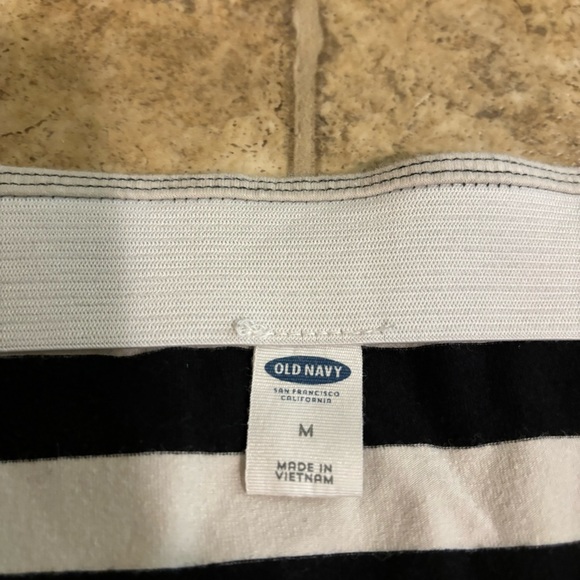 OLD NAVY
SAN FRANCISCO
CALIFORNIA
M
MADE IN
VIETNAM